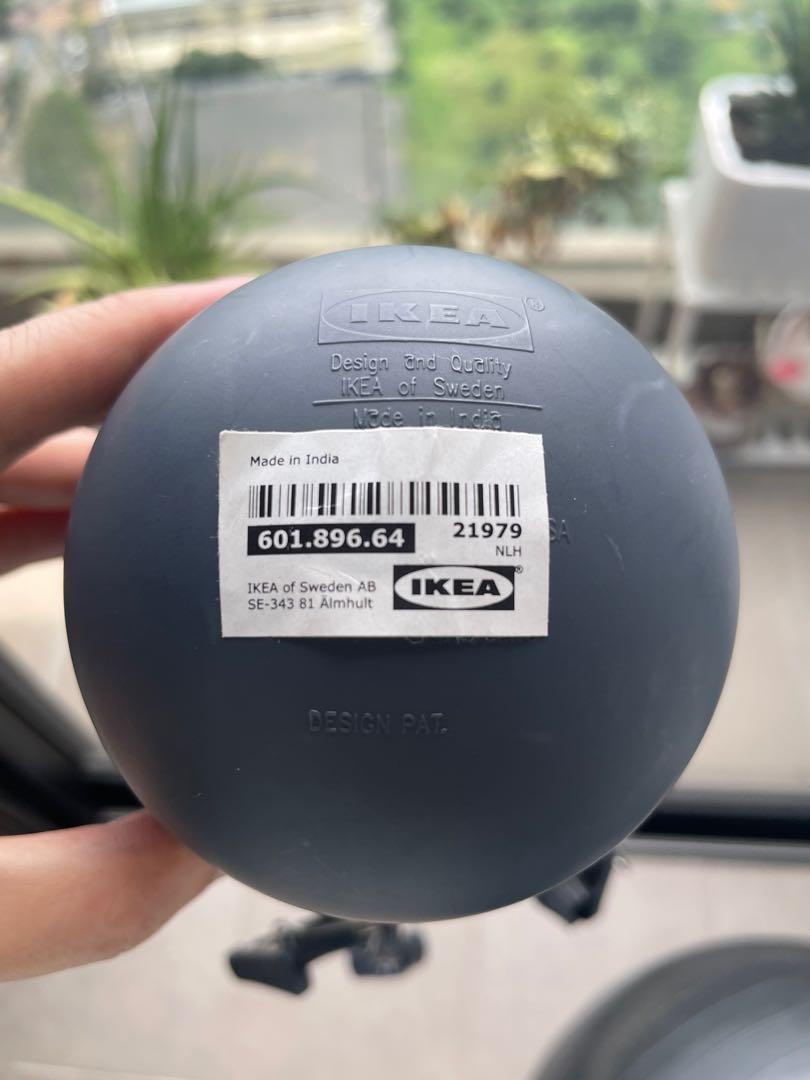 IKEA®
Design and Quality
IKEA of Sweden
Made in India
Made in India
601.896.64
21979
NLH
IKEA of Sweden AB
SE-343 81 Älmhult
IKEA®
DESIGN PAT.